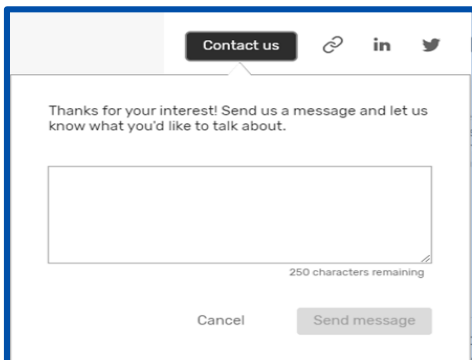 Contact us
in
Thanks for your interest! Send us a message and let us
know what you'd like to talk about.
250 characters remaining
Cancel
Send message